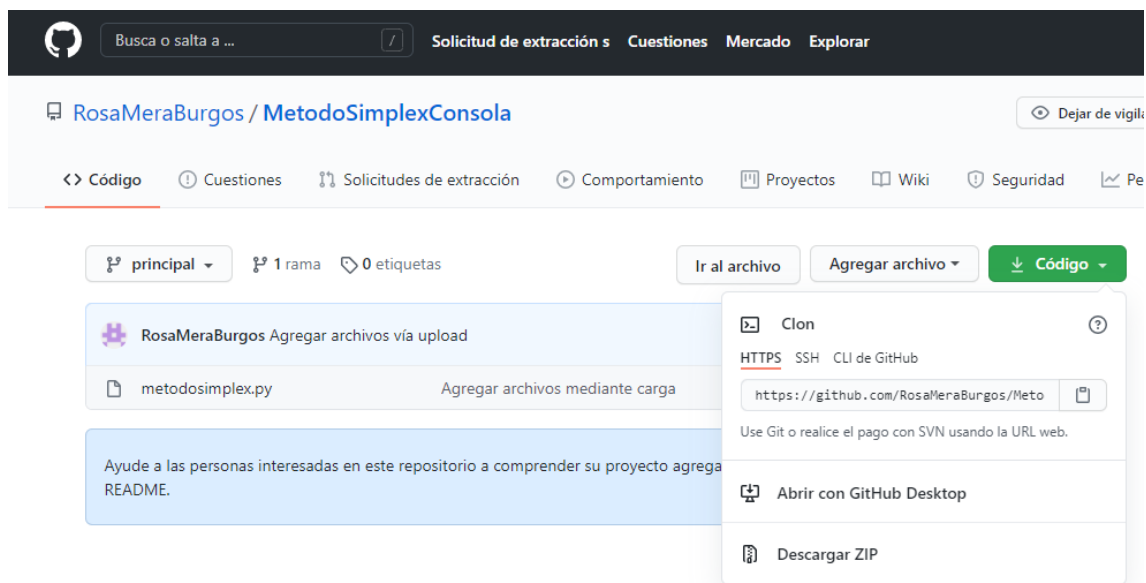 Busca o salta a ... / Solicitud de extracción s Cuestiones Mercado Explorar
RosaMeraBurgos / MetodoSimplexConsola Dejar de vigila
<> Código Cuestiones Solicitudes de extracción Comportamiento Proyectos Wiki Seguridad Pe
principal 1 rama 0 etiquetas Ir al archivo Agregar archivo Código
RosaMeraBurgos Agregar archivos vía upload
metodosimplex.py Agregar archivos mediante carga
Ayude a las personas interesadas en este repositorio a comprender su proyecto agrega
README.
Clon
HTTPS SSH CLI de GitHub
https://github.com/RosaMeraBurgos/Meto
Use Git o realice el pago con SVN usando la URL web.
Abrir con GitHub Desktop
Descargar ZIP